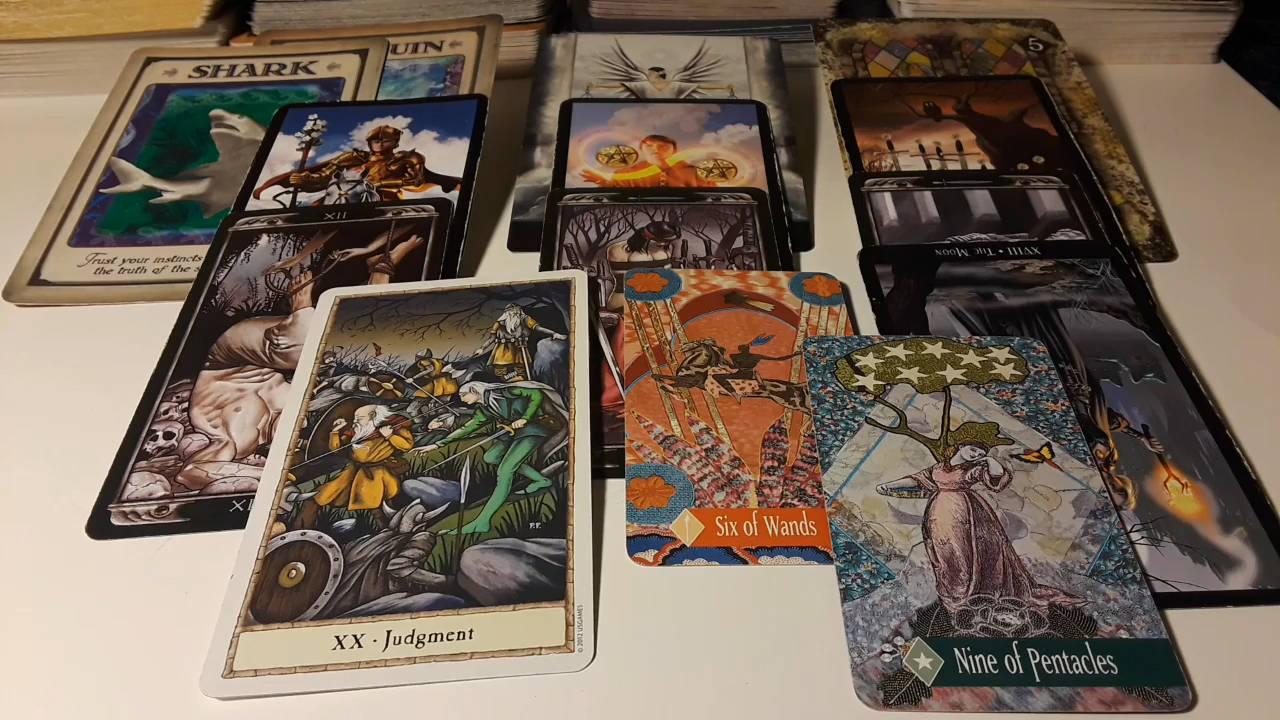 SHARK
UIN
5
Trust your instincts
the truth of the s
XII
XVIII • THE MOON
XX · Judgment
© 2012 USGAMES
P.P.
Six of Wands
Nine of Pentacles